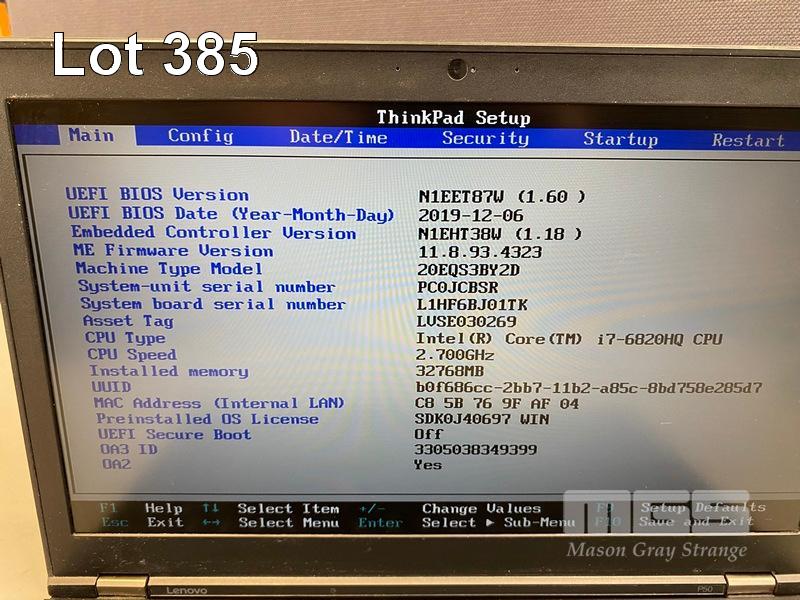 Lot 385
ThinkPad Setup
Main Config Date/Time Security Startup Restart
UEFI BIOS Version N1EET87W (1.60 )
UEFI BIOS Date (Year-Month-Day) 2019-12-06
Embedded Controller Version N1EHT38W (1.18 )
ME Firmware Version 11.8.93.4323
Machine Type Model 20EQS3BY2D
System-unit serial number PC0JCBSR
System board serial number L1HF6BJ01TK
Asset Tag LVSE030269
CPU Type Intel(R) Core(TM) i7-6820HQ CPU
CPU Speed 2.700GHz
Installed memory 32768MB
UUID b0f686cc-2bb7-11b2-a85c-8bd758e285d7
MAC Address (Internal LAN) C8 5B 76 9F AF 04
Preinstalled OS License SDK0J40697 WIN
UEFI Secure Boot Off
OA3 ID 3305038349399
OA2 Yes
F1 Help ↑↓ Select Item +/- Change Values F9 Setup Defaults
Esc Exit ←→ Select Menu Enter Select ▶ Sub-Menu F10 Save and Exit
MGS
Mason Gray Strange
Lenovo P50